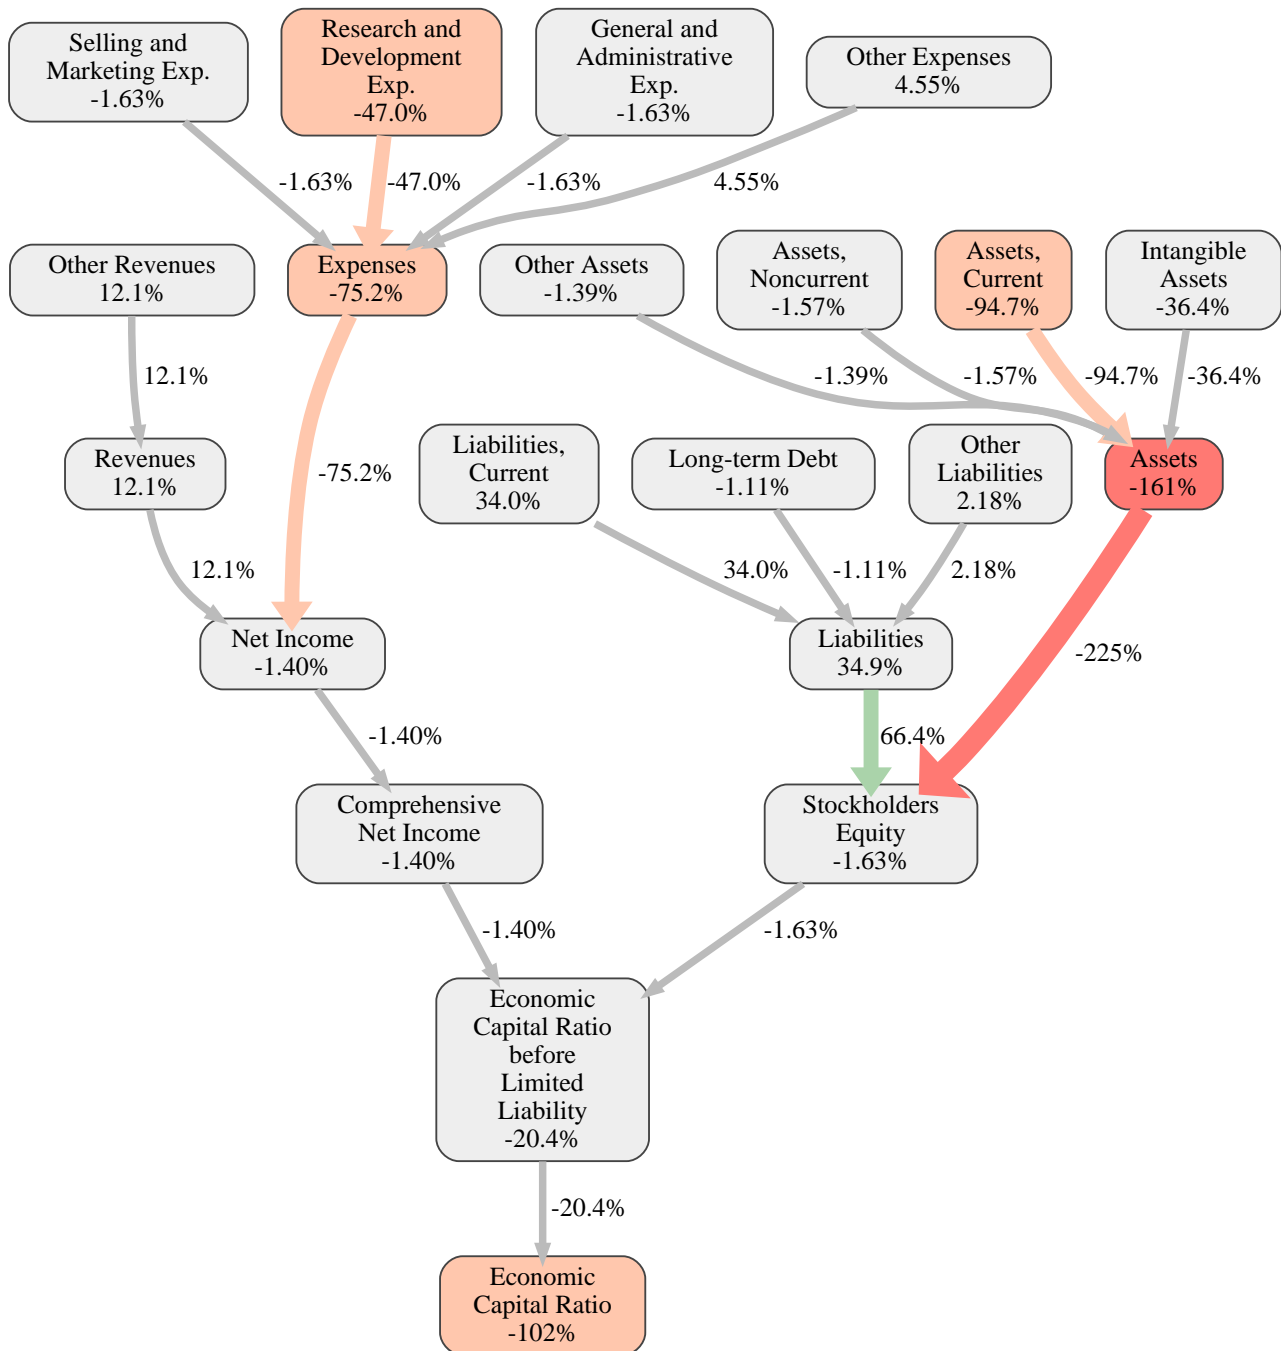 Selling and
Marketing Exp.
-1.63%
Research and
Development
Exp.
-47.0%
General and
Administrative
Exp.
-1.63%
Other Expenses
4.55%
-1.63%
-47.0%
-1.63%
4.55%
Other Revenues
12.1%
Expenses
-75.2%
Other Assets
-1.39%
Assets,
Noncurrent
-1.57%
Assets,
Current
-94.7%
Intangible
Assets
-36.4%
12.1%
-1.39%
-1.57%
-94.7%
-36.4%
Revenues
12.1%
-75.2%
Liabilities,
Current
34.0%
Long-term Debt
-1.11%
Other
Liabilities
2.18%
Assets
-161%
12.1%
34.0%
-1.11%
2.18%
Net Income
-1.40%
Liabilities
34.9%
-225%
-1.40%
66.4%
Comprehensive
Net Income
-1.40%
Stockholders
Equity
-1.63%
-1.40%
-1.63%
Economic
Capital Ratio
before
Limited
Liability
-20.4%
-20.4%
Economic
Capital Ratio
-102%